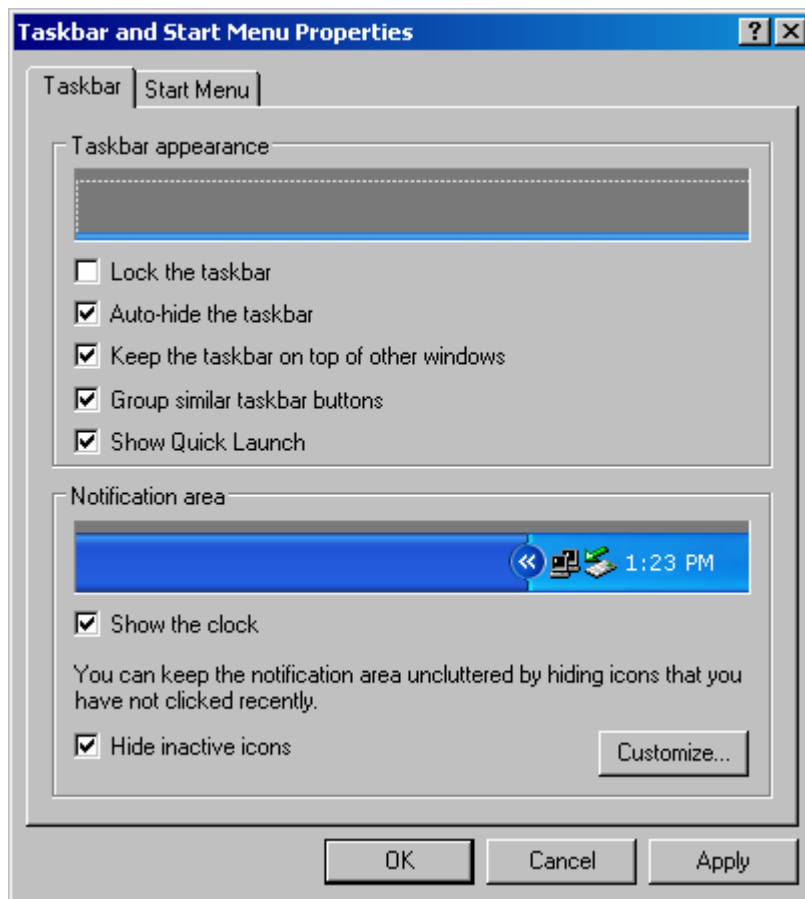 Taskbar and Start Menu Properties
Taskbar
Start Menu
Taskbar appearance
Lock the taskbar
Auto-hide the taskbar
Keep the taskbar on top of other windows
Group similar taskbar buttons
Show Quick Launch
Notification area
1:23 PM
Show the clock
You can keep the notification area uncluttered by hiding icons that you
have not clicked recently.
Hide inactive icons
Customize...
OK
Cancel
Apply